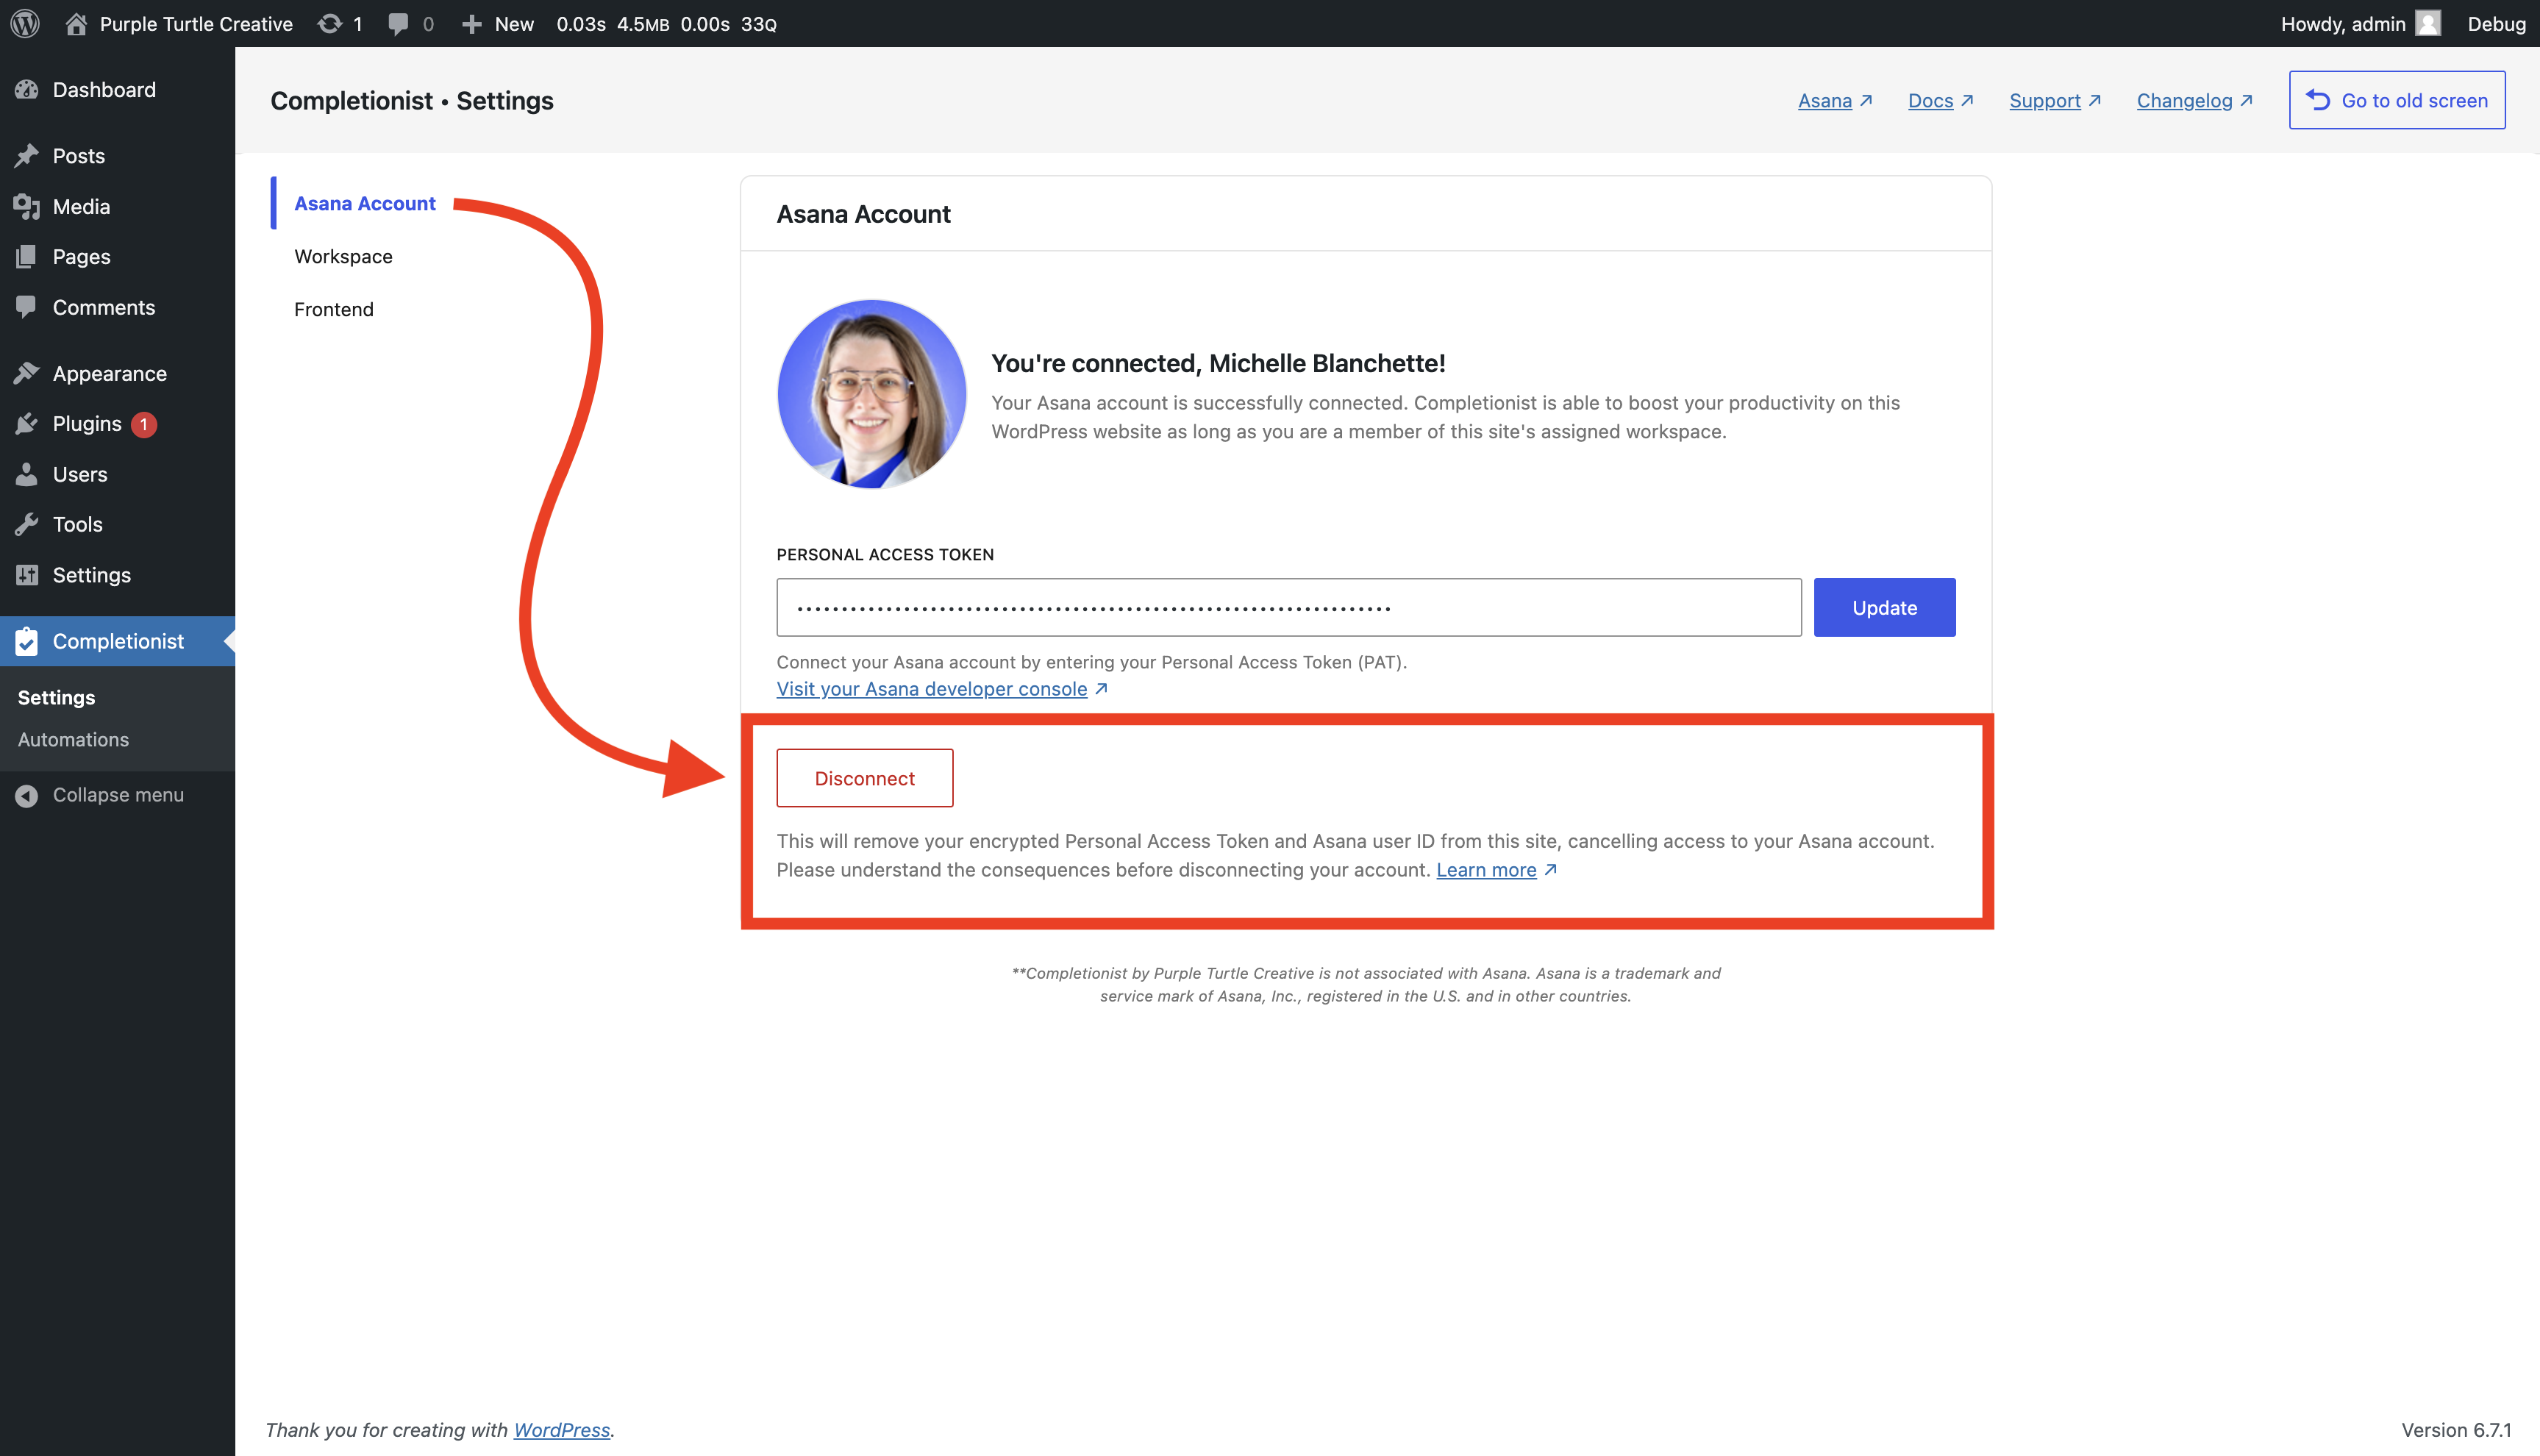 Purple Turtle Creative 1 0 New 0.03s 4.5MB 0.00s 33Q Howdy, admin Debug
Dashboard
Posts
Media
Pages
Comments
Appearance
Plugins 1
Users
Tools
Settings
Completionist
Settings
Automations
Collapse menu
Completionist • Settings
Asana ↗ Docs ↗ Support ↗ Changelog ↗ Go to old screen
Asana Account
Workspace
Frontend
Asana Account
You're connected, Michelle Blanchette!
Your Asana account is successfully connected. Completionist is able to boost your productivity on this
WordPress website as long as you are a member of this site's assigned workspace.
PERSONAL ACCESS TOKEN
Update
Connect your Asana account by entering your Personal Access Token (PAT).
Visit your Asana developer console ↗
Disconnect
This will remove your encrypted Personal Access Token and Asana user ID from this site, cancelling access to your Asana account.
Please understand the consequences before disconnecting your account. Learn more ↗
**Completionist by Purple Turtle Creative is not associated with Asana. Asana is a trademark and
service mark of Asana, Inc., registered in the U.S. and in other countries.
Thank you for creating with WordPress.
Version 6.7.1